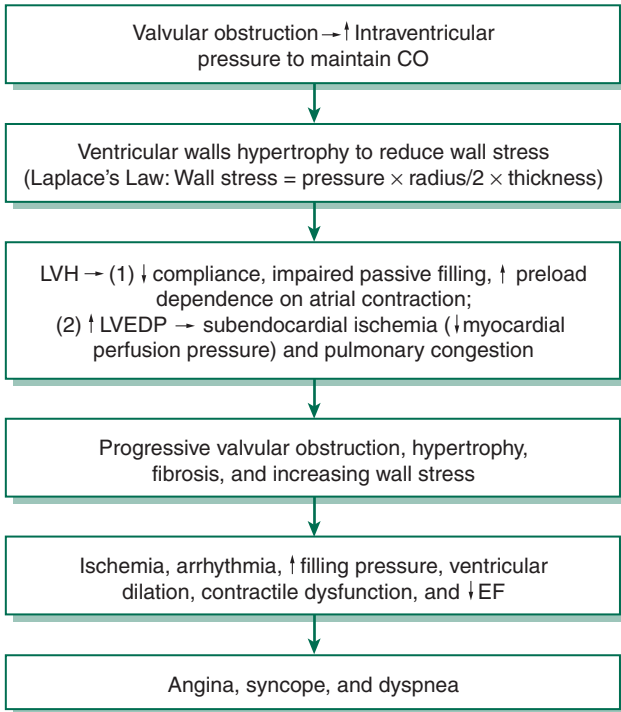 Valvular obstruction → ↑ Intraventricular
pressure to maintain CO
Ventricular walls hypertrophy to reduce wall stress
(Laplace's Law: Wall stress = pressure × radius/2 × thickness)
LVH → (1) ↓ compliance, impaired passive filling, ↑ preload
dependence on atrial contraction;
(2) ↑ LVEDP → subendocardial ischemia (↓ myocardial
perfusion pressure) and pulmonary congestion
Progressive valvular obstruction, hypertrophy,
fibrosis, and increasing wall stress
Ischemia, arrhythmia, ↑ filling pressure, ventricular
dilation, contractile dysfunction, and ↓ EF
Angina, syncope, and dyspnea